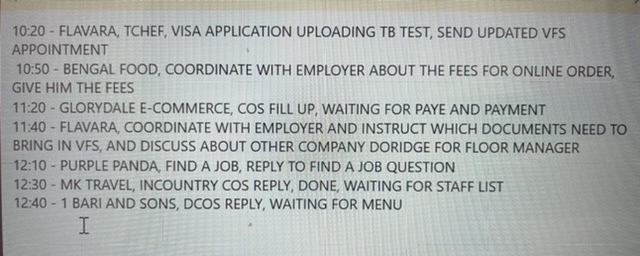 10:20 - FLAVARA, TCHEF, VISA APPLICATION UPLOADING TB TEST, SEND UPDATED VFS
APPOINTMENT
10:50 - BENGAL FOOD, COORDINATE WITH EMPLOYER ABOUT THE FEES FOR ONLINE ORDER,
GIVE HIM THE FEES
11:20 - GLORYDALE E-COMMERCE, COS FILL UP, WAITING FOR PAYE AND PAYMENT
11:40 - FLAVARA, COORDINATE WITH EMPLOYER AND INSTRUCT WHICH DOCUMENTS NEED TO
BRING IN VFS, AND DISCUSS ABOUT OTHER COMPANY DORIDGE FOR FLOOR MANAGER
12:10 - PURPLE PANDA, FIND A JOB, REPLY TO FIND A JOB QUESTION
12:30 - MK TRAVEL, INCOUNTRY COS REPLY, DONE, WAITING FOR STAFF LIST
12:40 - 1 BARI AND SONS, DCOS REPLY, WAITING FOR MENU